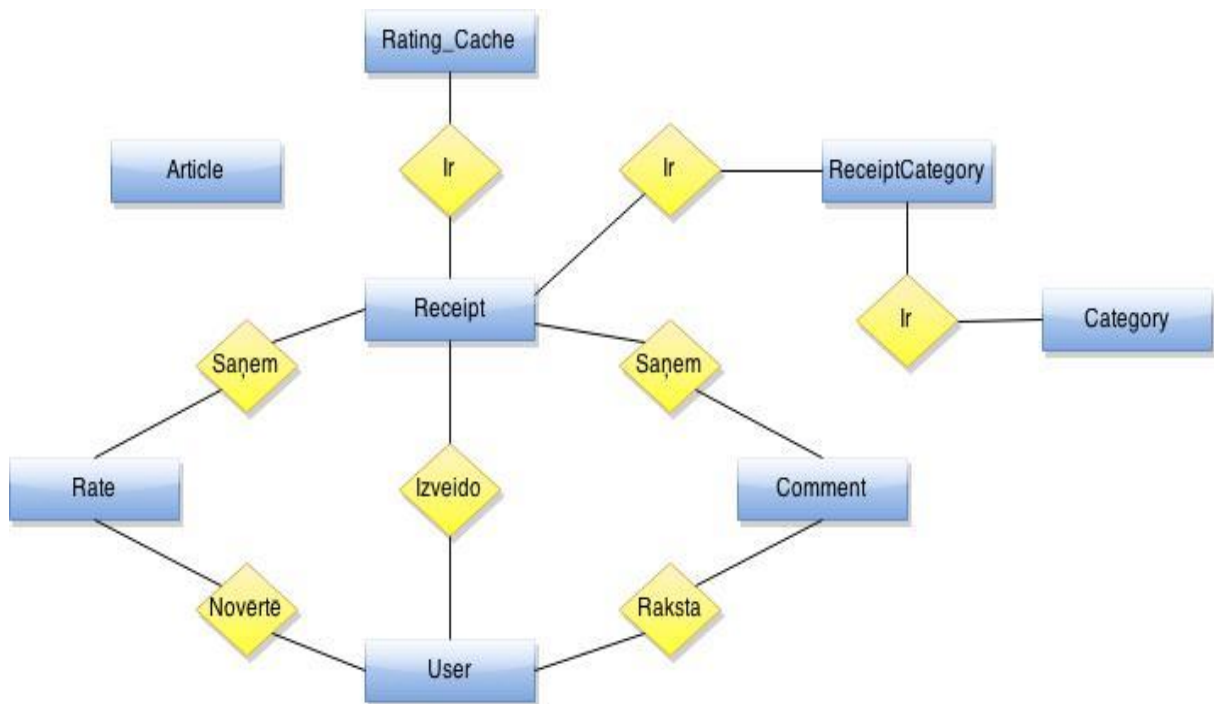 Rating_Cache
Article
Ir
Ir
ReceiptCategory
Receipt
Ir
Category
Saņem
Saņem
Rate
Izveido
Comment
Novērtē
Raksta
User